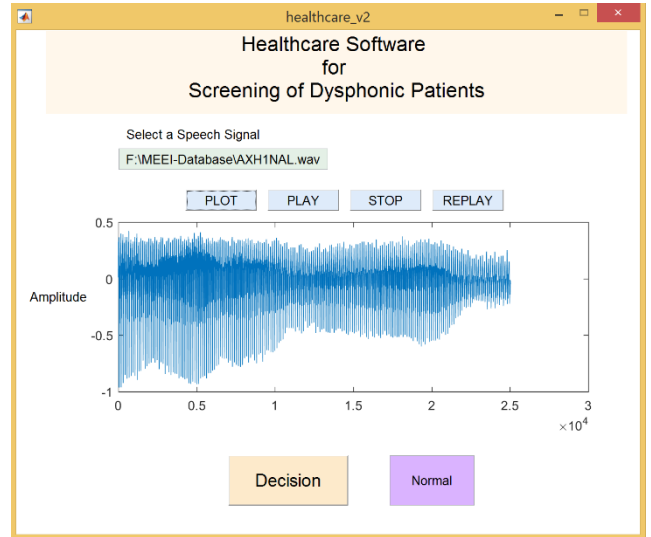 healthcare_v2
Healthcare Software
for
Screening of Dysphonic Patients
Select a Speech Signal
F:\MEEI-Database\AXH1NAL.wav
PLOT PLAY STOP REPLAY
0.5
0
Amplitude
-0.5
-1
0 0.5 1 1.5 2 2.5 3
×10^4
Decision Normal